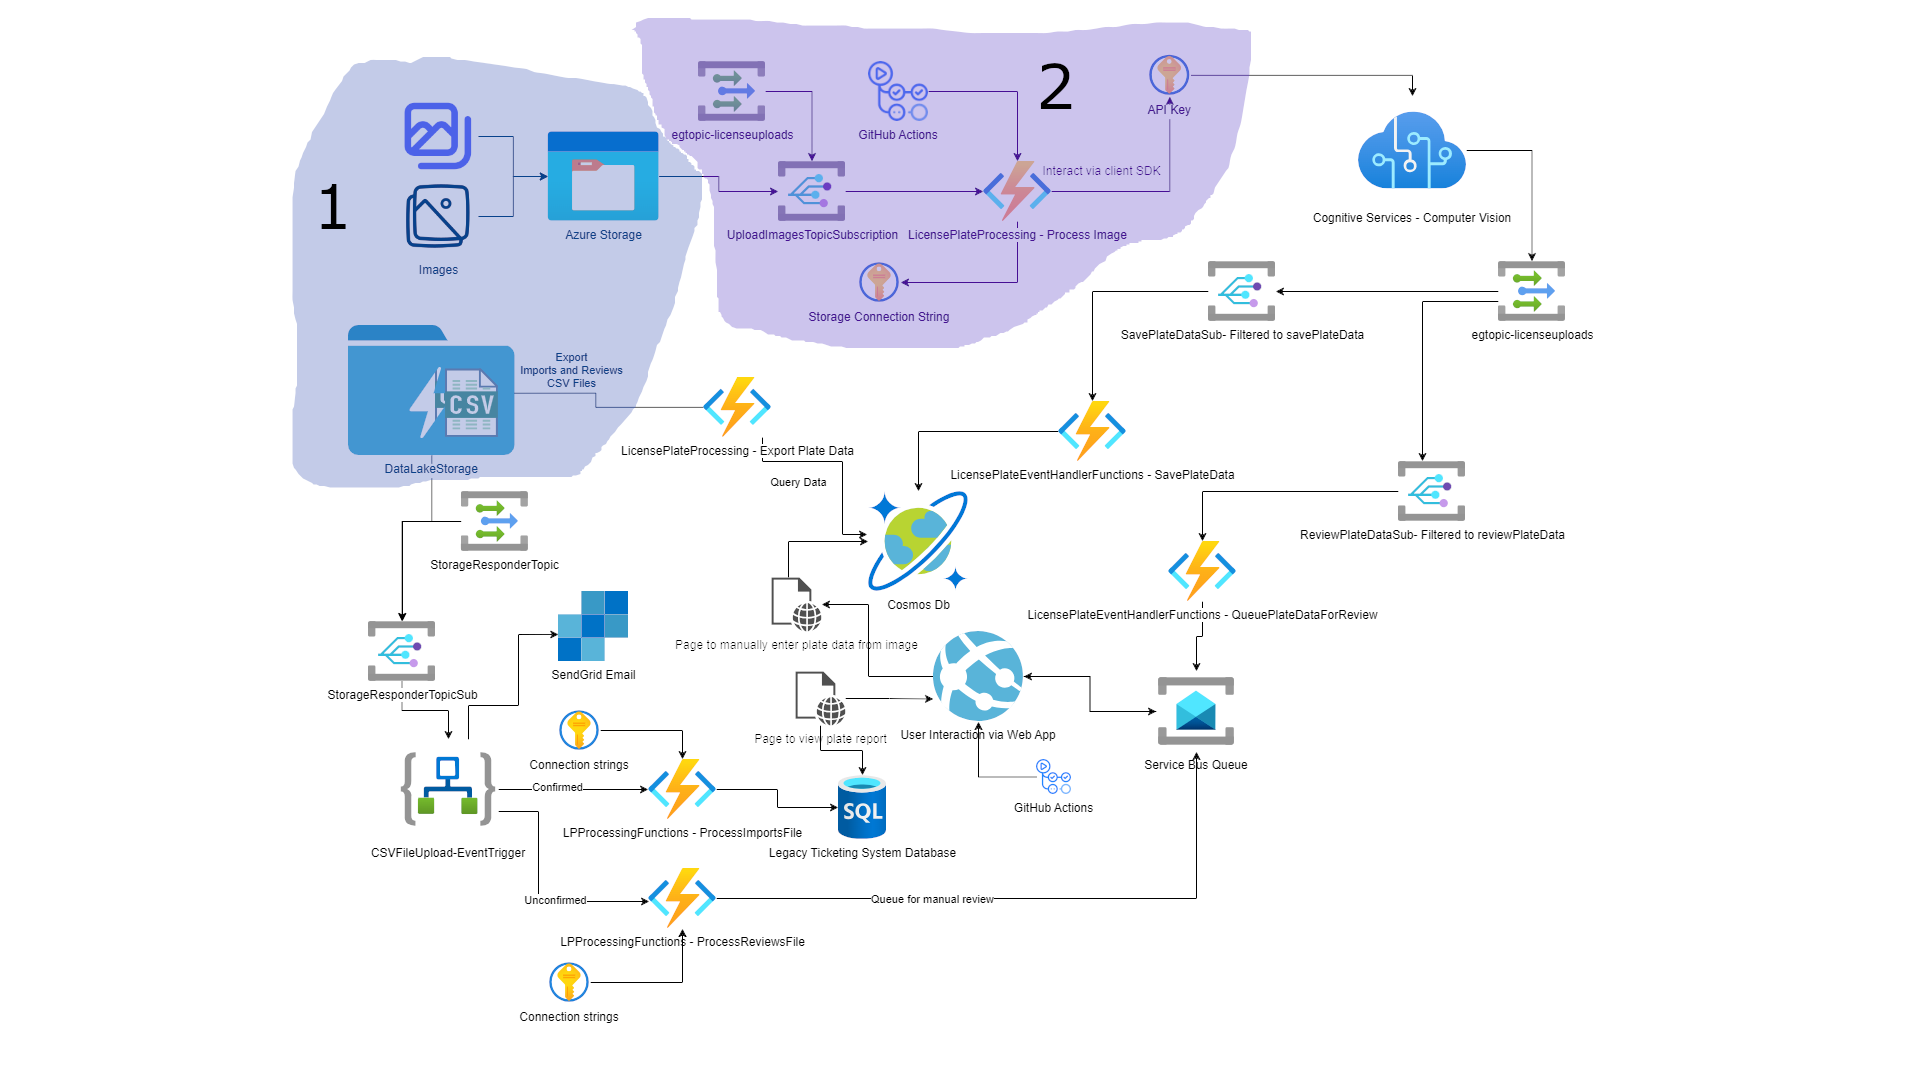 1
2
Images
Azure Storage
egtopic-licenseuploads
GitHub Actions
API Key
Interact via client SDK
UploadImagesTopicSubscription
LicensePlateProcessing - Process Image
Storage Connection String
Cognitive Services - Computer Vision
SavePlateDataSub- Filtered to savePlateData
egtopic-licenseuploads
CSV
Export
Imports and Reviews
CSV Files
DataLakeStorage
LicensePlateProcessing - Export Plate Data
Query Data
LicensePlateEventHandlerFunctions - SavePlateData
ReviewPlateDataSub- Filtered to reviewPlateData
StorageResponderTopic
Cosmos Db
LicensePlateEventHandlerFunctions - QueuePlateDataForReview
Page to manually enter plate data from image
SendGrid Email
StorageResponderTopicSub
Page to view plate report
User Interaction via Web App
Service Bus Queue
Connection strings
Confirmed
GitHub Actions
SQL
LPProcessingFunctions - ProcessImportsFile
CSVFileUpload-EventTrigger
Legacy Ticketing System Database
Unconfirmed
Queue for manual review
LPProcessingFunctions - ProcessReviewsFile
Connection strings